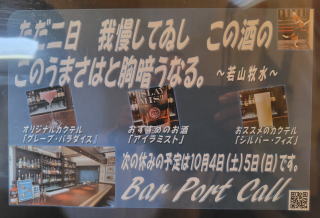 ただ二日　我慢してゐし　この酒の
このうまさはと胸暗うなる。　～若山牧水～
オリジナルカクテル
「グレープ・パラダイス」
おすすめのお酒
「アイラミスト」
おススメのカクテル
「シルバー・フィズ」
次の休みの予定は10月4日(土)5日(日)です。
Bar Port Call